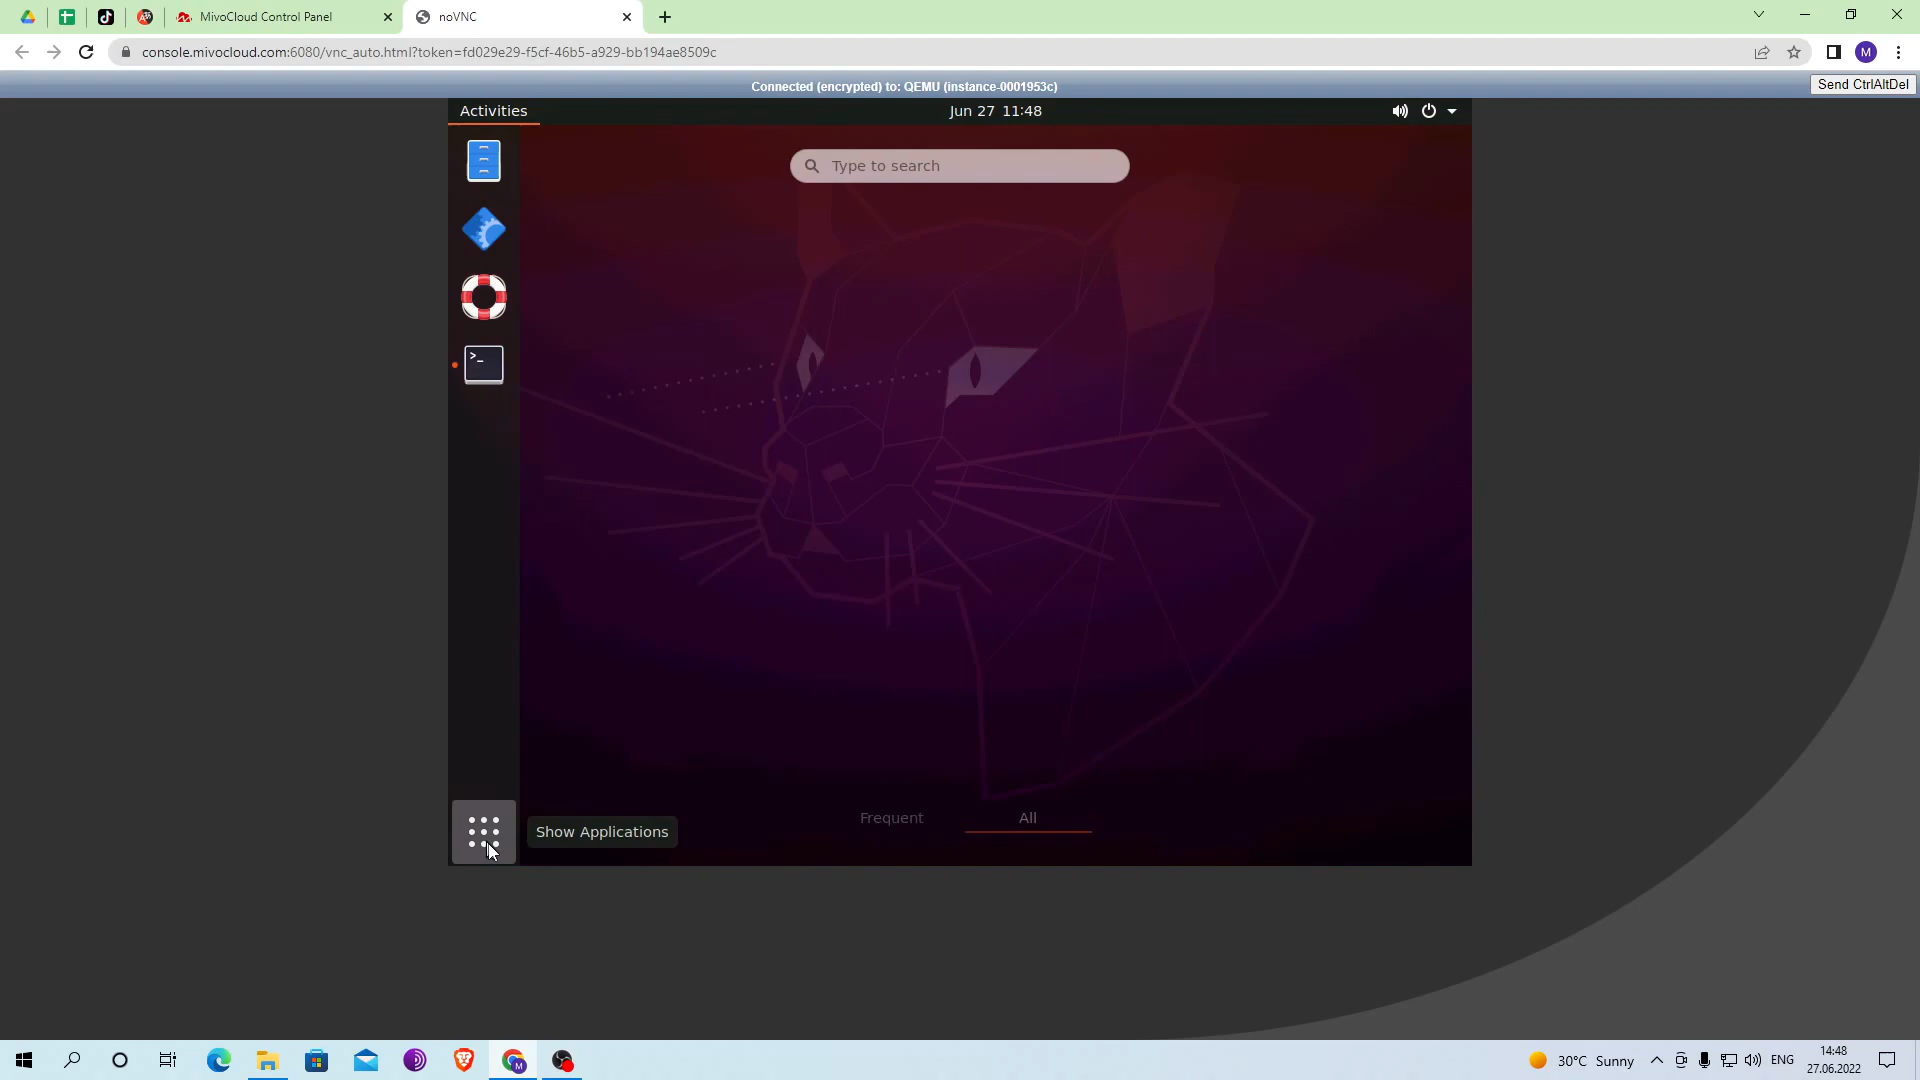 MivoCloud Control Panel
noVNC
console.mivocloud.com:6080/vnc_auto.html?token=fd029e29-f5cf-46b5-a929-bb194ae8509c
M
Connected (encrypted) to: QEMU (instance-0001953c)
Send CtrlAltDel
Activities
Jun 27 11:48
Type to search
>_
Show Applications
Frequent
All
M
30°C Sunny
ENG
14:48
27.06.2022